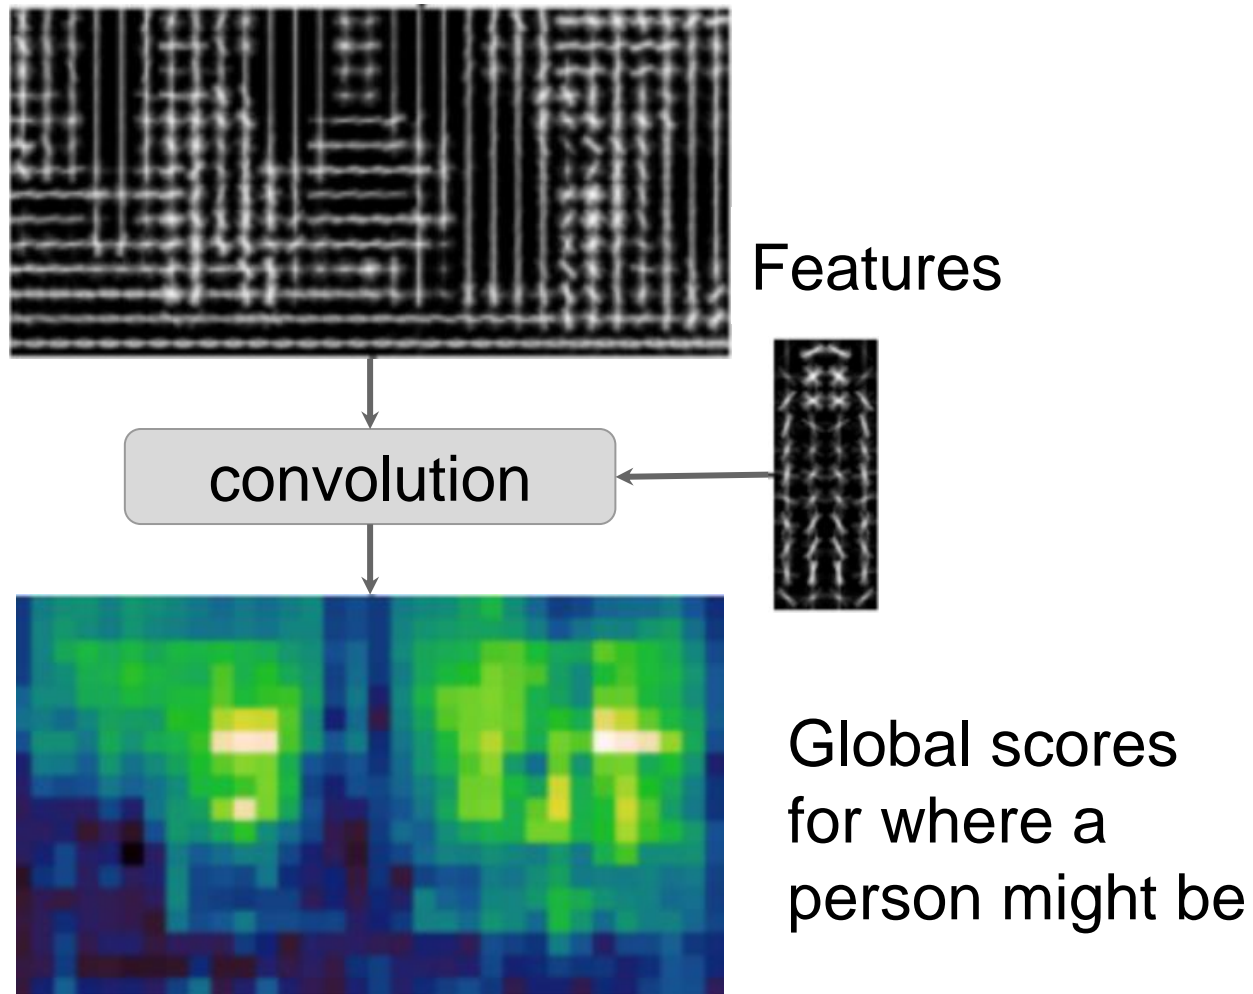 Features
convolution
Global scores
for where a
person might be